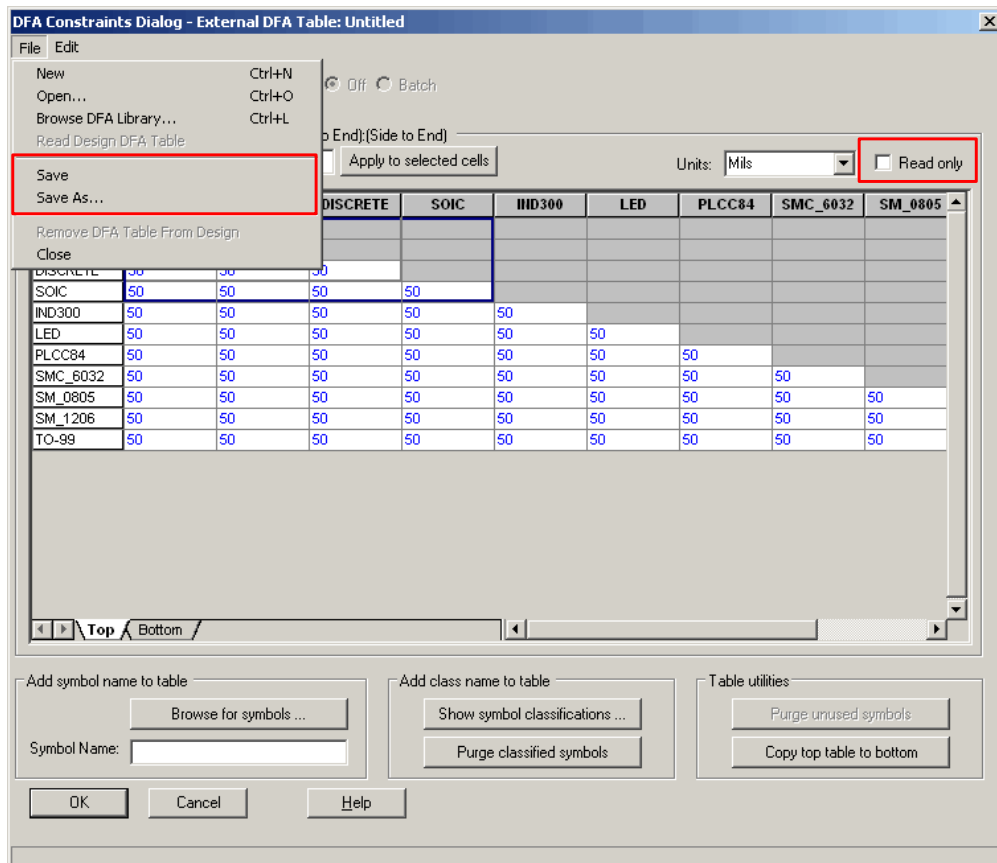 DFA Constraints Dialog - External DFA Table: Untitled
File Edit
New Ctrl+N
Open... Ctrl+O
Off Batch
Browse DFA Library... Ctrl+L
Read Design DFA Table
End):(Side to End)
Apply to selected cells Units: Mils Read only
Save
Save As...
DISCRETE SOIC IND300 LED PLCC84 SMC_6032 SM_0805
Remove DFA Table From Design
Close
DISCRETE 50 50 50
SOIC 50 50 50 50
IND300 50 50 50 50 50
LED 50 50 50 50 50 50
PLCC84 50 50 50 50 50 50 50
SMC_6032 50 50 50 50 50 50 50 50
SM_0805 50 50 50 50 50 50 50 50 50
SM_1206 50 50 50 50 50 50 50 50 50
TO-99 50 50 50 50 50 50 50 50 50
Top Bottom
Add symbol name to table Add class name to table Table utilities
Browse for symbols ... Show symbol classifications ... Purge unused symbols
Symbol Name: Purge classified symbols Copy top table to bottom
OK Cancel Help